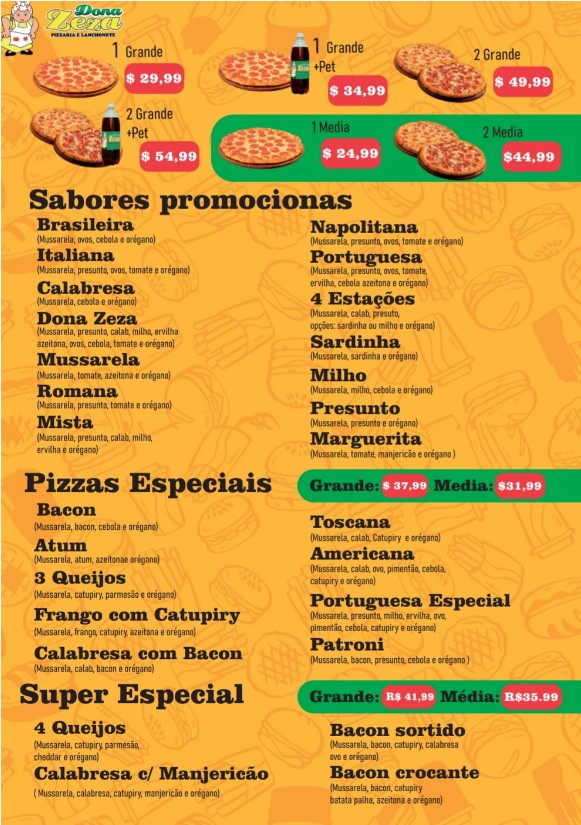 Dona
Zeza
PIZZARIA E LANCHONETE
1 Grande
$ 29,99
1 Grande
+Pet
$ 34,99
2 Grande
$ 49,99
2 Grande
+Pet
$ 54,99
1 Media
$ 24,99
2 Media
$44,99
Sabores promocionas
Brasileira
(Mussarela, ovos, cebola e orégano)
Italiana
(Mussarela, presunto, ovos, tomate e orégano)
Calabresa
(Mussarela, cebola e orégano)
Dona Zeza
(Mussarela, presunto, calab, milho, ervilha
azeitona, ovos, cebola, tomate e orégano)
Mussarela
(Mussarela, tomate, azeitona e orégano)
Romana
(Mussarela, presunto, tomate e orégano)
Mista
(Mussarela, presunto, calab, milho,
ervilha e orégano)
Napolitana
(Mussarela, presunto, ovos, tomate e orégano)
Portuguesa
(Mussarela, presunto, ovos, tomate,
ervilha, cebola azeitona e orégano)
4 Estações
(Mussarela, calab, presuto,
opções: sardinha ou milho e orégano)
Sardinha
(Mussarela, sardinha e orégano)
Milho
(Mussarela, milho, cebola e orégano)
Presunto
(Mussarela, presunto e orégano)
Marguerita
(Mussarela, tomate, manjericão e orégano )
Pizzas Especiais
Grande: $ 37,99 Media: $31,99
Bacon
(Mussarela, bacon, cebola e orégano)
Atum
(Mussarela, atum, azeitonae orégano)
3 Queijos
(Mussarela, catupiry, parmesão e orégano)
Frango com Catupiry
(Mussarela, frango, catupiry, azeitona e orégano)
Calabresa com Bacon
(Mussarela, calab, bacon e orégano)
Toscana
(Mussarela, calab, Catupiry e orégano)
Americana
(Mussarela, calab, ovo, pimentão, cebola,
catupiry e orégano)
Portuguesa Especial
(Mussarela, presunto, milho, ervilha, ovo,
pimentão, cebola, catupiry e orégano)
Patroni
(Mussarela, bacon, presunto, cebola e orégano )
Super Especial
Grande: R$ 41,99 Média: R$35.99
4 Queijos
(Mussarela, catupiry, parmesão,
cheddar e orégano)
Calabresa c/ Manjericão
( Mussarela, calabresa, catupiry, manjericão e orégano)
Bacon sortido
(Mussarela, bacon, catupiry, calabresa
ovo e orégano)
Bacon crocante
(Mussarela, bacon, catupiry
batata palha, azeitona e orégano)